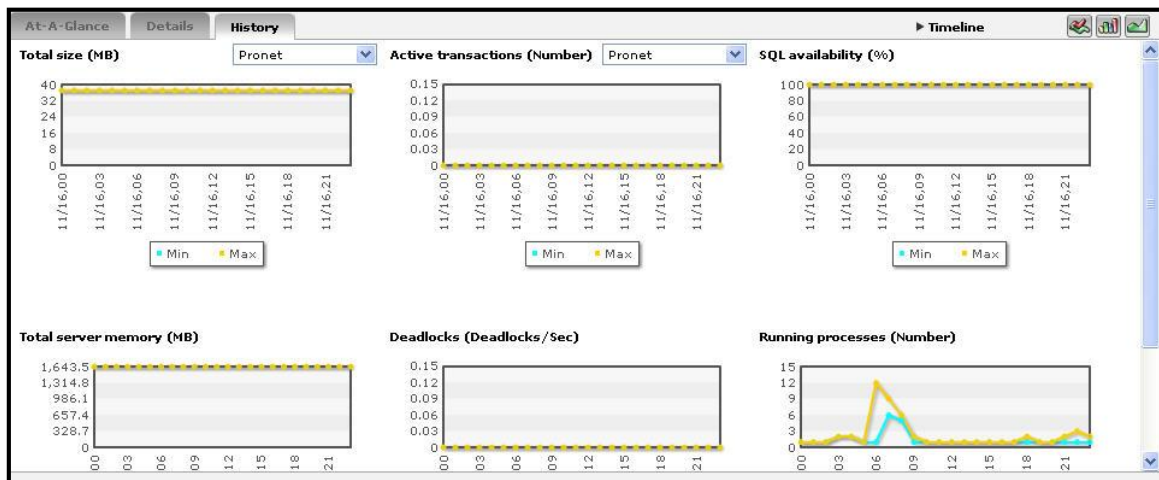 At-A-Glance Details History Timeline
Total size (MB) Pronet
40
32
24
16
8
0
11/16,00 11/16,03 11/16,06 11/16,09 11/16,12 11/16,15 11/16,18 11/16,21
Min Max
Active transactions (Number) Pronet
0.15
0.12
0.09
0.06
0.03
0
11/16,00 11/16,03 11/16,06 11/16,09 11/16,12 11/16,15 11/16,18 11/16,21
Min Max
SQL availability (%)
100
80
60
40
20
0
11/16,00 11/16,03 11/16,06 11/16,09 11/16,12 11/16,15 11/16,18 11/16,21
Min Max
Total server memory (MB)
1,643.5
1,314.8
986.1
657.4
328.7
0
00 03 06 09 12 15 18 21
Deadlocks (Deadlocks/Sec)
0.15
0.12
0.09
0.06
0.03
0
00 03 06 09 12 15 18 21
Running processes (Number)
15
12
9
6
3
0
00 03 06 09 12 15 18 21